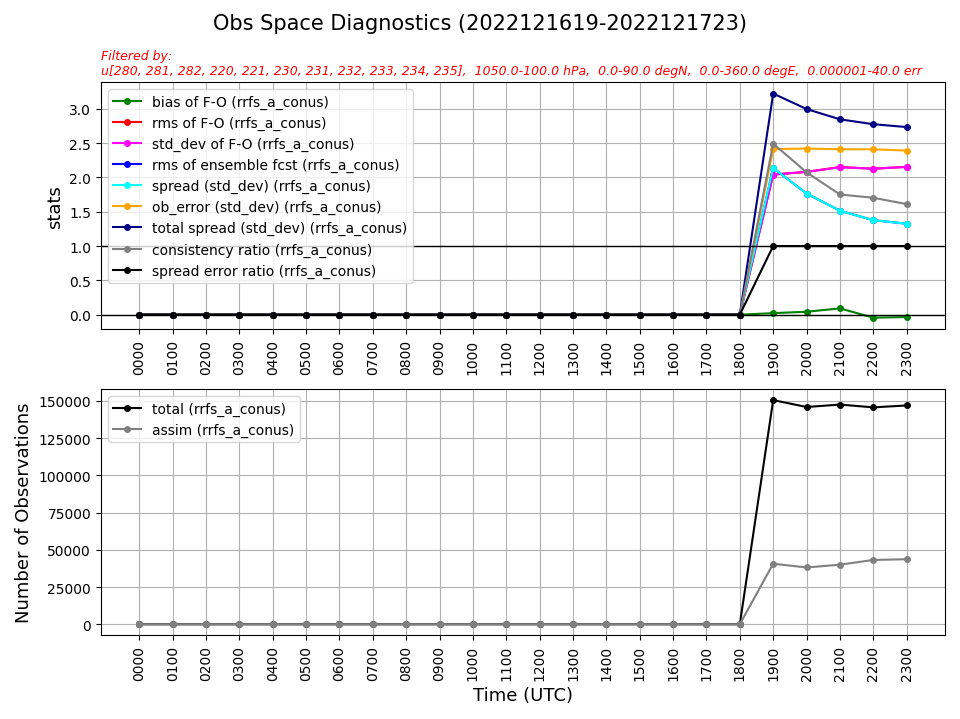 Obs Space Diagnostics (2022121619-2022121723)
Filtered by:
u[280, 281, 282, 220, 221, 230, 231, 232, 233, 234, 235], 1050.0-100.0 hPa, 0.0-90.0 degN, 0.0-360.0 degE, 0.000001-40.0 err
stats
3.0
2.5
2.0
1.5
1.0
0.5
0.0
bias of F-O (rrfs_a_conus)
rms of F-O (rrfs_a_conus)
std_dev of F-O (rrfs_a_conus)
rms of ensemble fcst (rrfs_a_conus)
spread (std_dev) (rrfs_a_conus)
ob_error (std_dev) (rrfs_a_conus)
total spread (std_dev) (rrfs_a_conus)
consistency ratio (rrfs_a_conus)
spread error ratio (rrfs_a_conus)
0000 0100 0200 0300 0400 0500 0600 0700 0800 0900 1000 1100 1200 1300 1400 1500 1600 1700 1800 1900 2000 2100 2200 2300
Number of Observations
150000
125000
100000
75000
50000
25000
0
total (rrfs_a_conus)
assim (rrfs_a_conus)
0000 0100 0200 0300 0400 0500 0600 0700 0800 0900 1000 1100 1200 1300 1400 1500 1600 1700 1800 1900 2000 2100 2200 2300
Time (UTC)